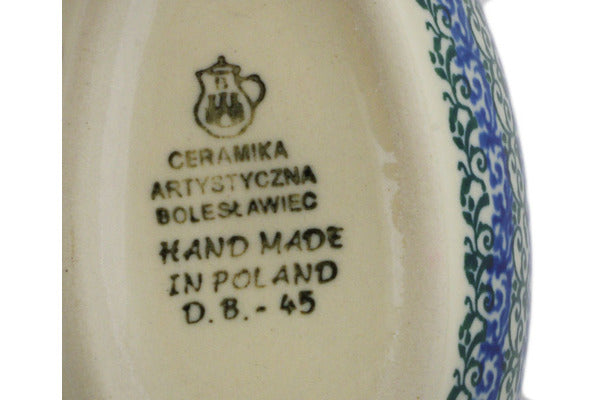 B
CERAMIKA
ARTYSTYCZNA
BOLESŁAWIEC
HAND MADE
IN POLAND
D.B.-45